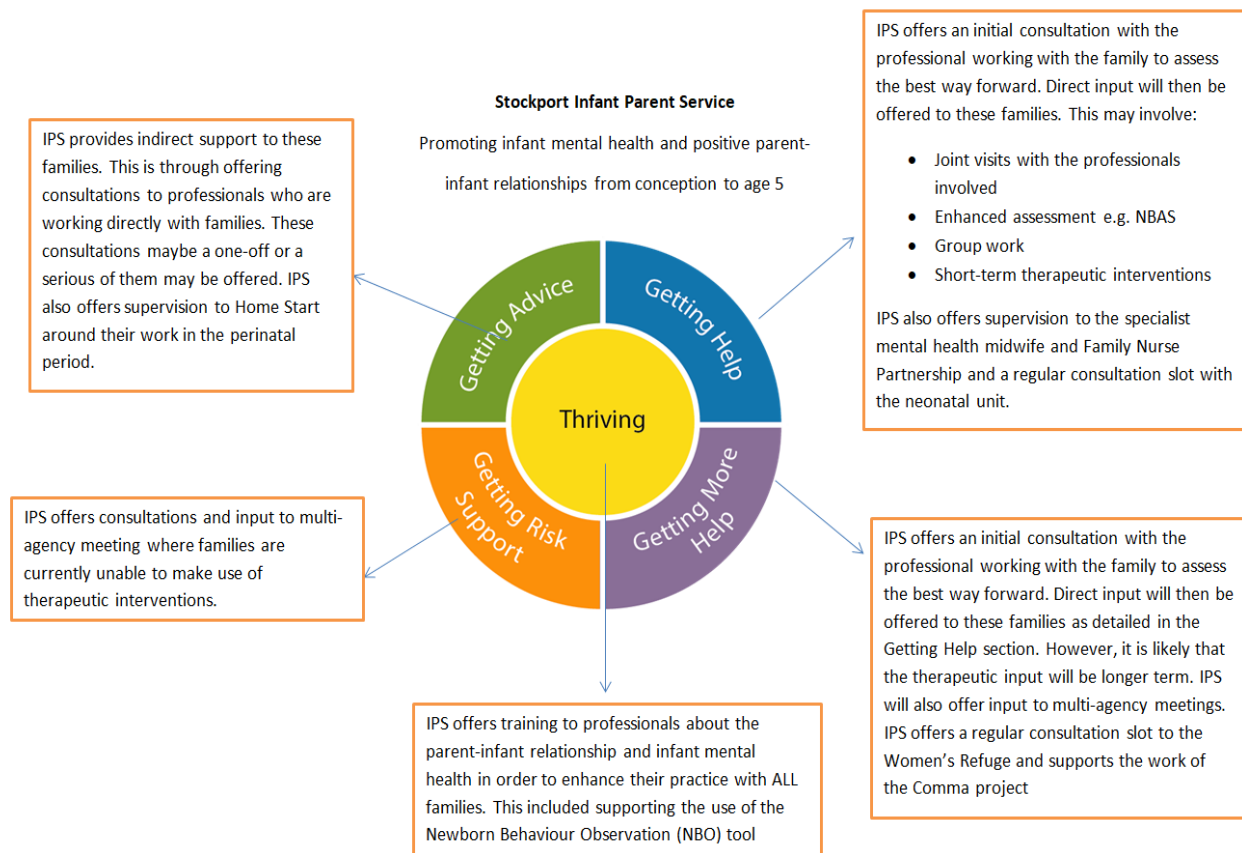 Stockport Infant Parent Service
Promoting infant mental health and positive parent-
infant relationships from conception to age 5
IPS provides indirect support to these
families. This is through offering
consultations to professionals who are
working directly with families. These
consultations maybe a one-off or a
serious of them may be offered. IPS
also offers supervision to Home Start
around their work in the perinatal
period.
IPS offers an initial consultation with the
professional working with the family to assess
the best way forward. Direct input will then be
offered to these families. This may involve:
• Joint visits with the professionals
involved
• Enhanced assessment e.g. NBAS
• Group work
• Short-term therapeutic interventions
IPS also offers supervision to the specialist
mental health midwife and Family Nurse
Partnership and a regular consultation slot with
the neonatal unit.
Getting Advice
Getting Help
Thriving
Getting Risk
Support
Getting More
Help
IPS offers consultations and input to multi-
agency meeting where families are
currently unable to make use of
therapeutic interventions.
IPS offers an initial consultation with the
professional working with the family to assess
the best way forward. Direct input will then be
offered to these families as detailed in the
Getting Help section. However, it is likely that
the therapeutic input will be longer term. IPS
will also offer input to multi-agency meetings.
IPS offers a regular consultation slot to the
Women's Refuge and supports the work of
the Comma project
IPS offers training to professionals about the
parent-infant relationship and infant mental
health in order to enhance their practice with ALL
families. This included supporting the use of the
Newborn Behaviour Observation (NBO) tool